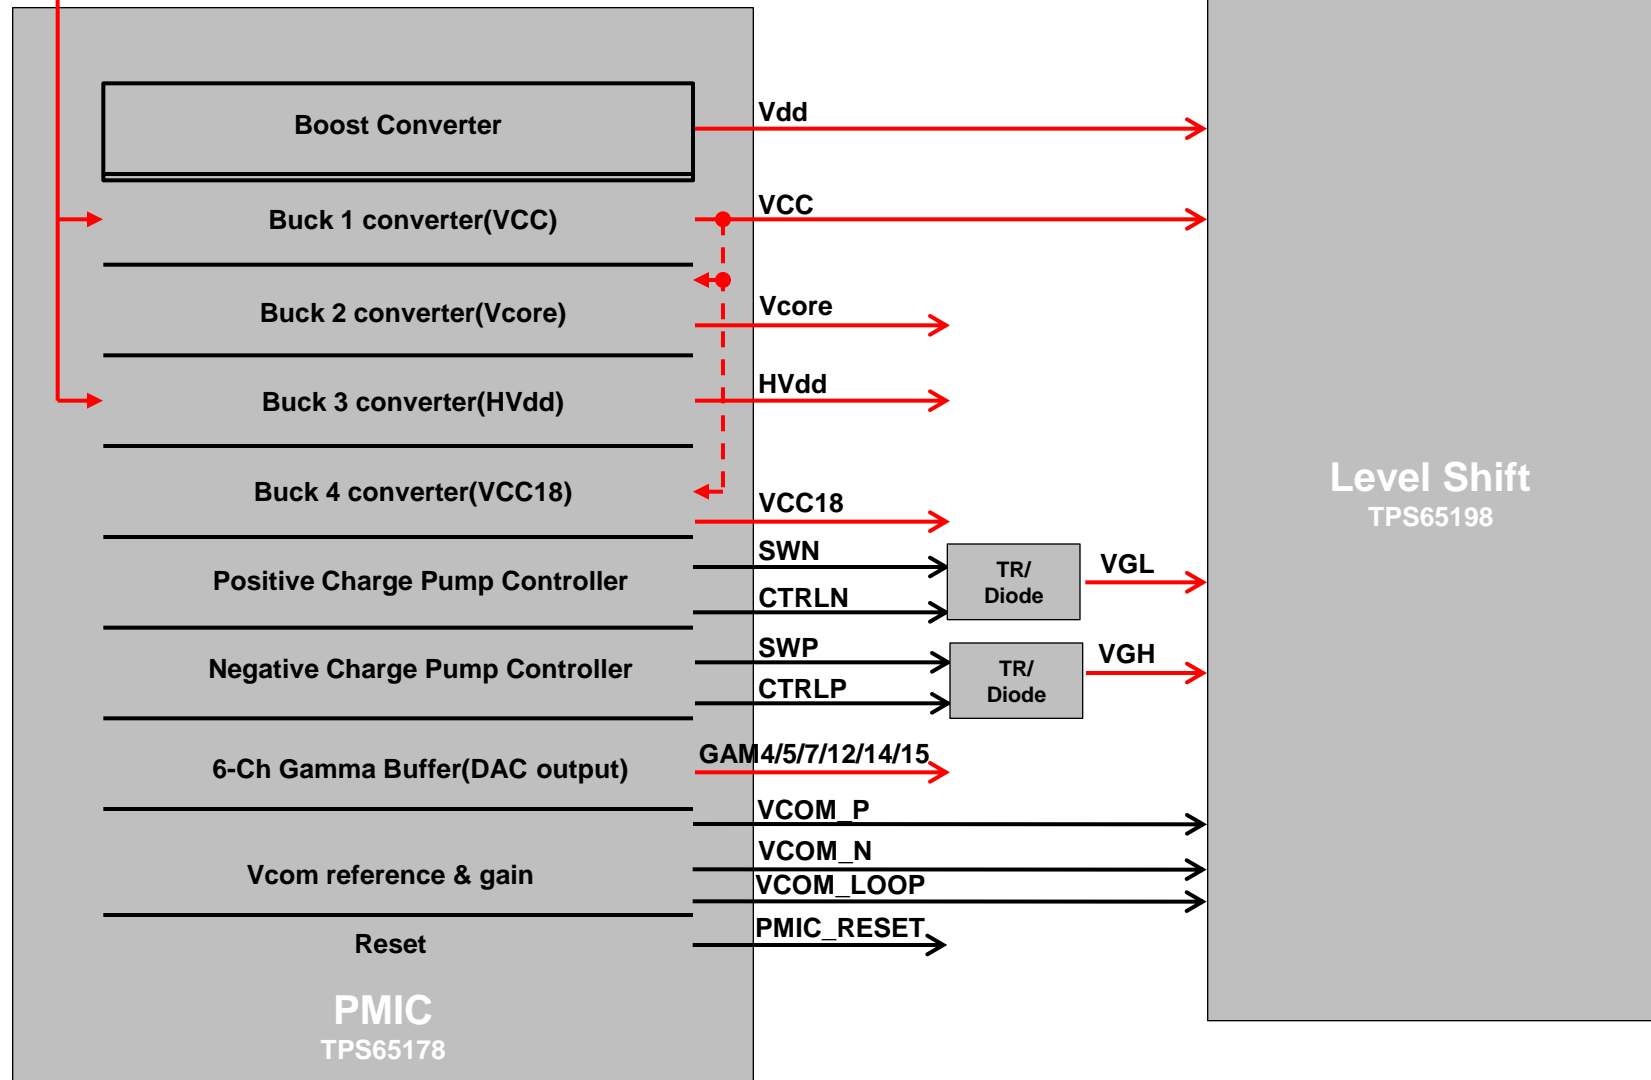 Boost Converter
Vdd
Buck 1 converter(VCC)
VCC
Buck 2 converter(Vcore)
Vcore
Buck 3 converter(HVdd)
HVdd
Buck 4 converter(VCC18)
VCC18
Level Shift
TPS65198
Positive Charge Pump Controller
SWN
CTRLN
TR/
Diode
VGL
Negative Charge Pump Controller
SWP
CTRLP
TR/
Diode
VGH
6-Ch Gamma Buffer(DAC output)
GAM4/5/7/12/14/15
Vcom reference & gain
VCOM_P
VCOM_N
VCOM_LOOP
Reset
PMIC_RESET
PMIC
TPS65178